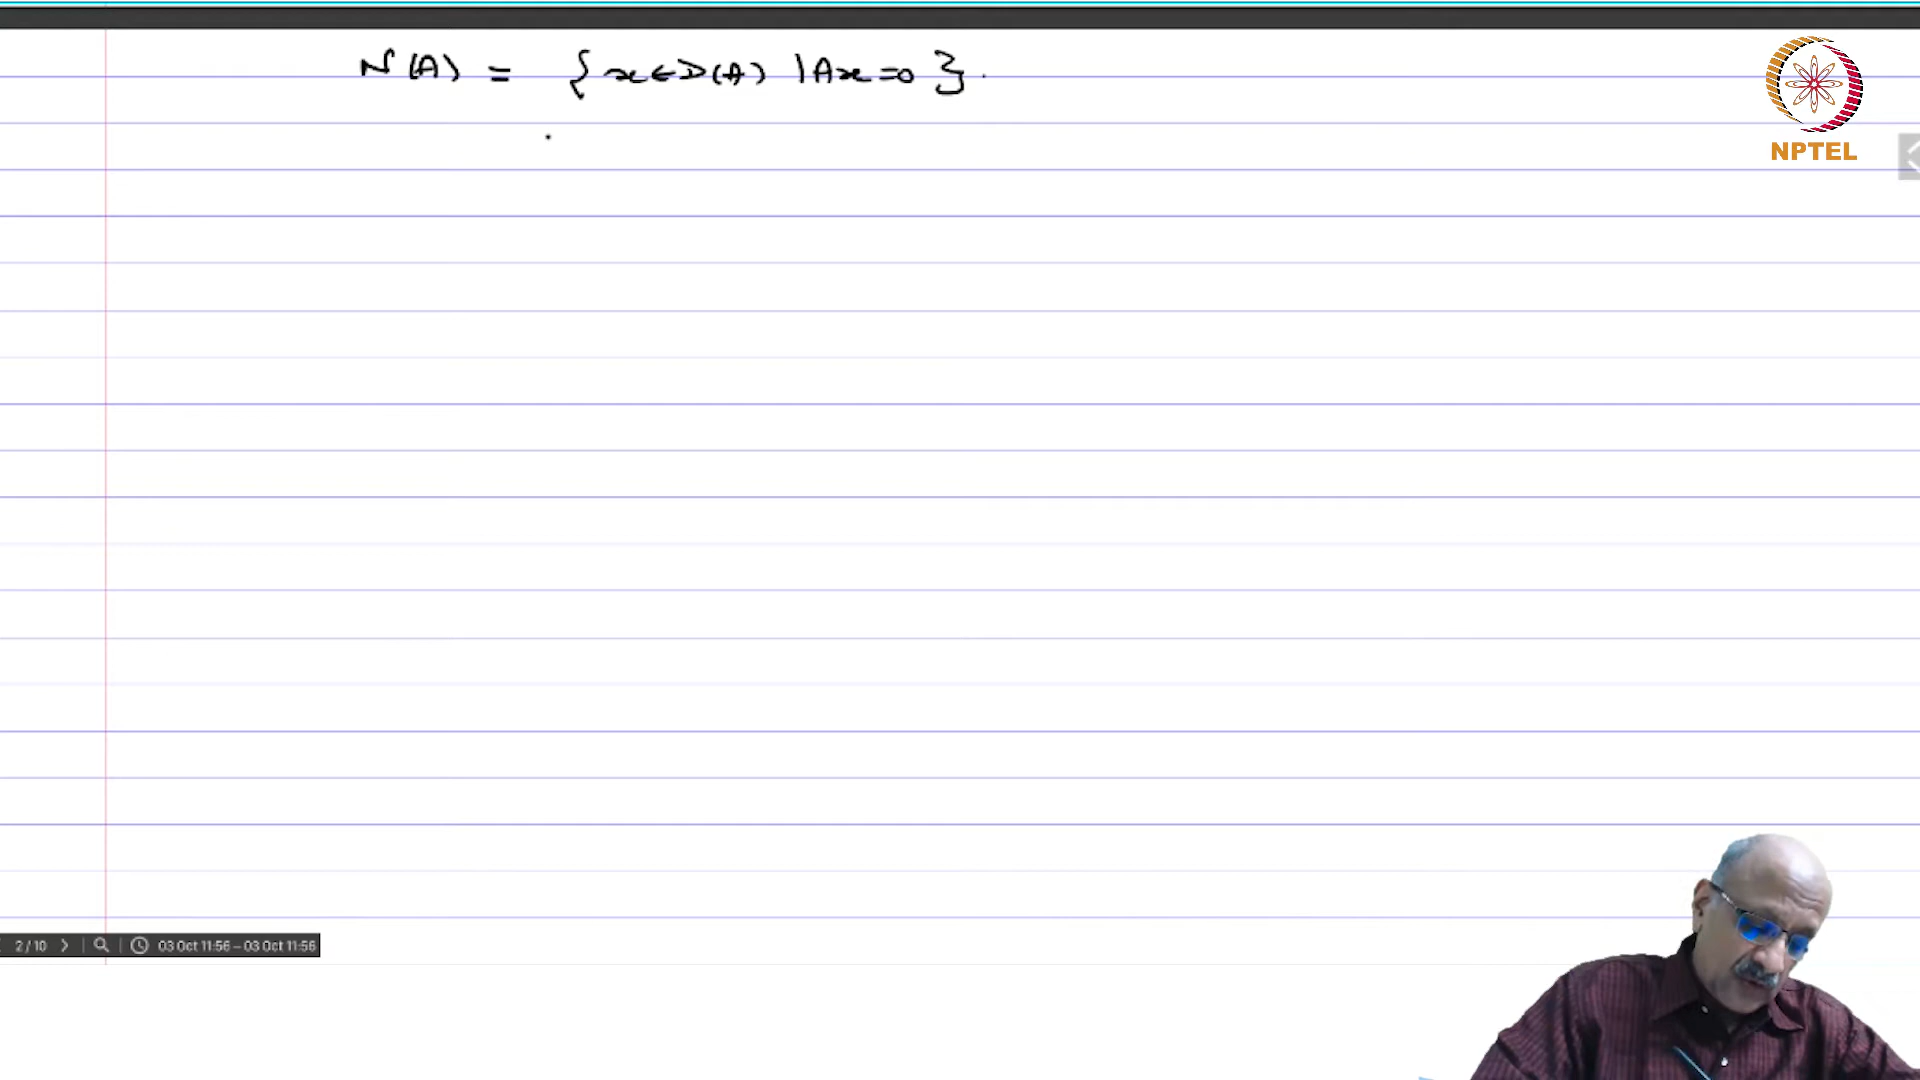 N(A) = {x∈D(A) | Ax=0}.
NPTEL
2/10 03 Oct 11:56 – 03 Oct 11:56